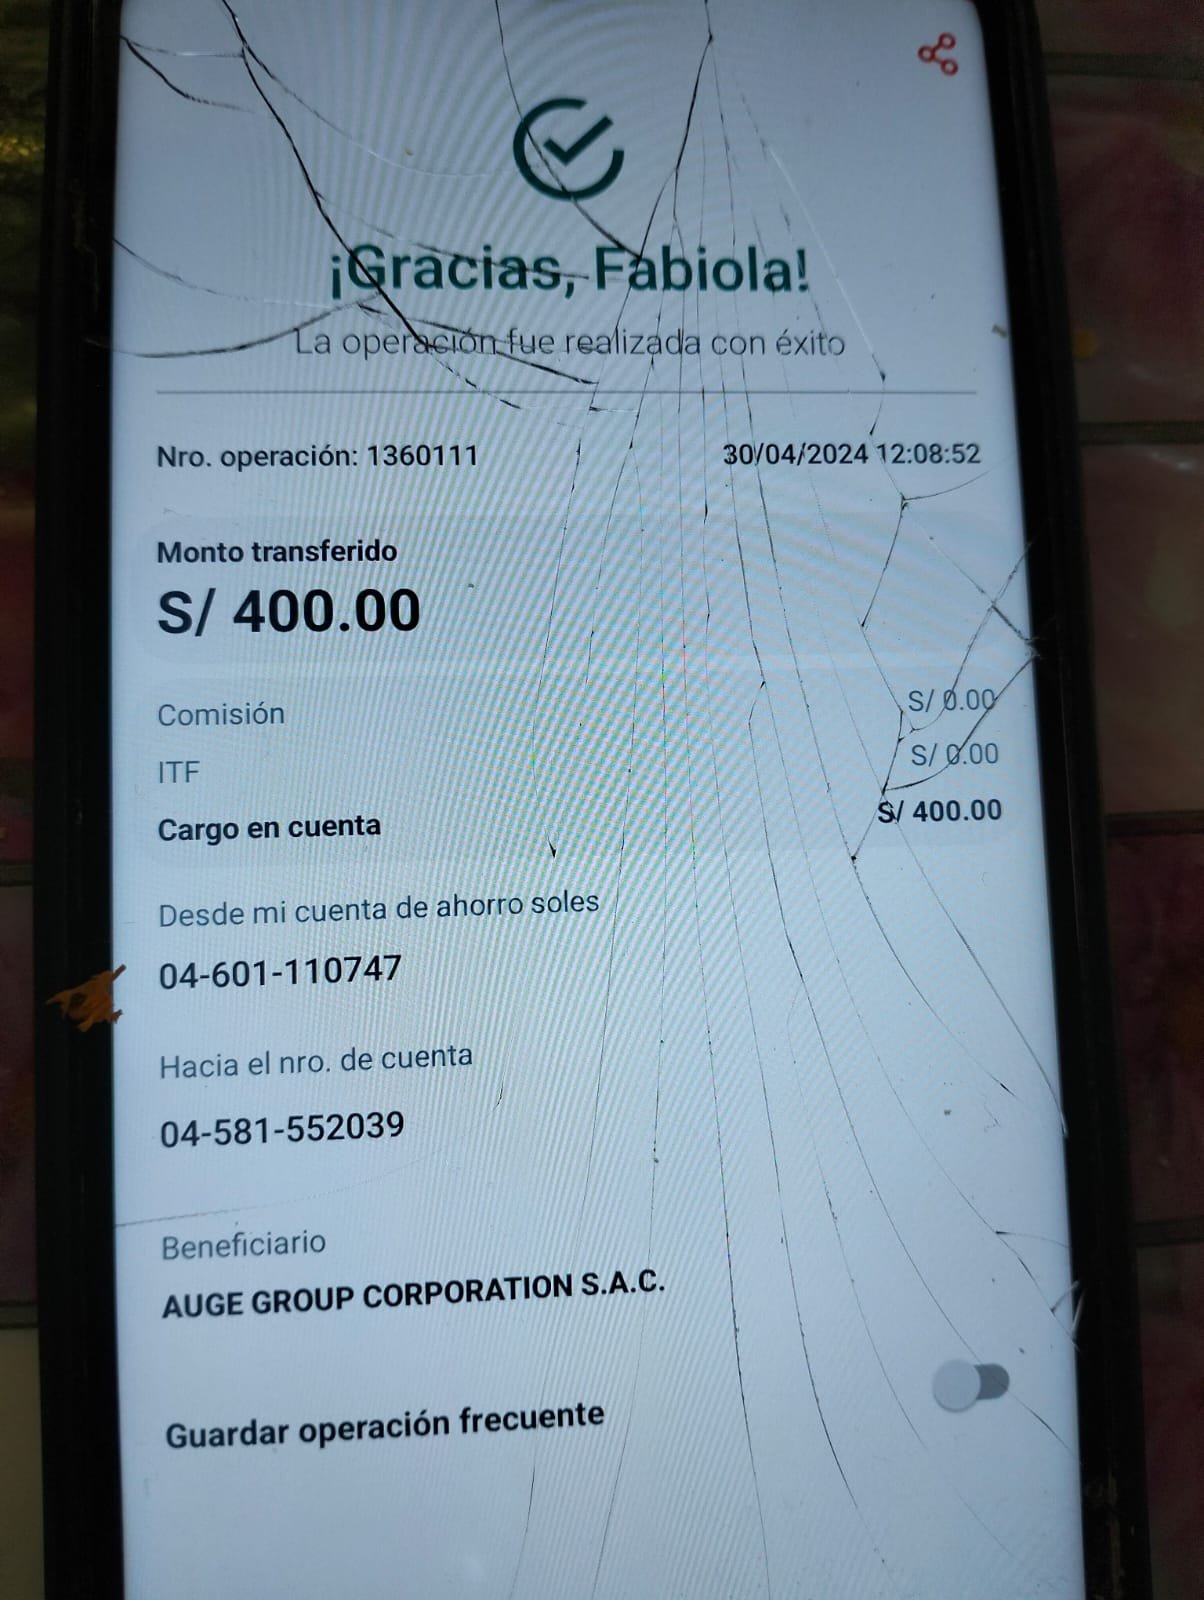 ¡Gracias, Fabiola!
La operación fue realizada con éxito
Nro. operación: 1360111 30/04/2024 12:08:52
Monto transferido
S/ 400.00
Comisión S/ 0.00
ITF S/ 0.00
Cargo en cuenta S/ 400.00
Desde mi cuenta de ahorro soles
04-601-110747
Hacia el nro. de cuenta
04-581-552039
Beneficiario
AUGE GROUP CORPORATION S.A.C.
Guardar operación frecuente